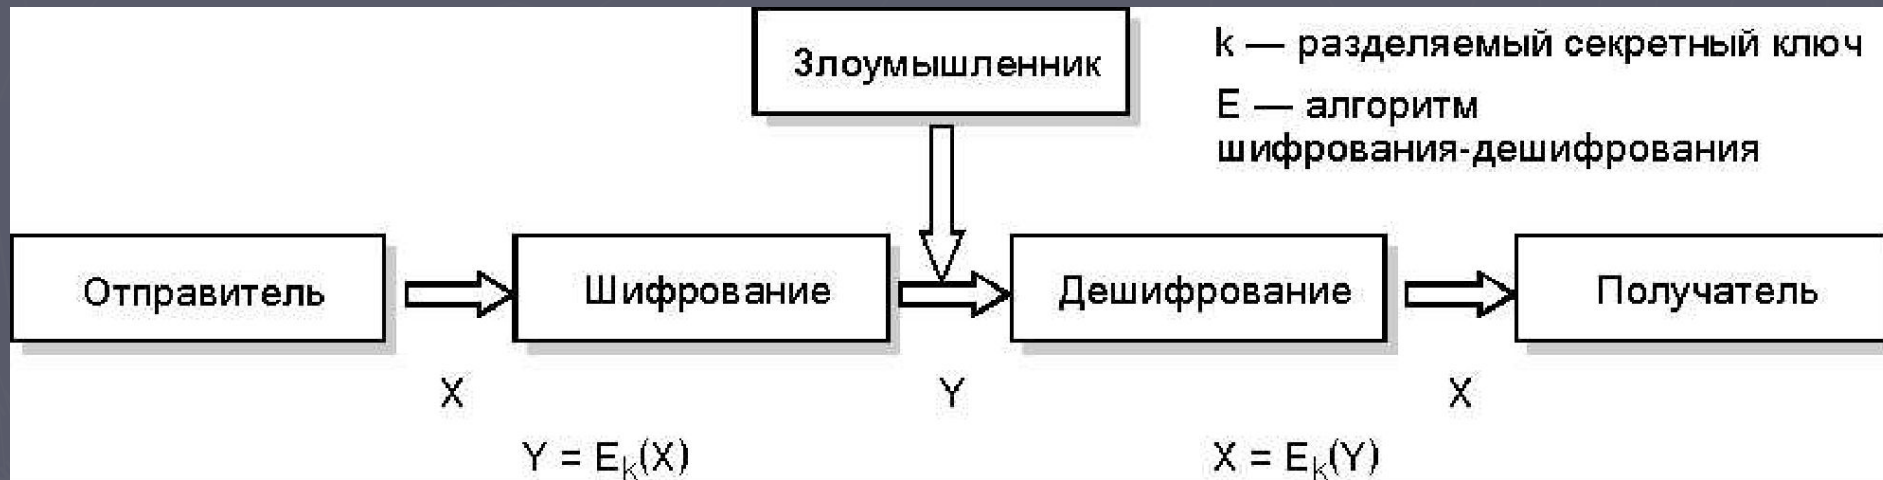 Злоумышленник
k — разделяемый секретный ключ
E — алгоритм
шифрования-дешифрования
Отправитель
Шифрование
Дешифрование
Получатель
X
Y
X
Y = Eₖ(X)
X = Eₖ(Y)